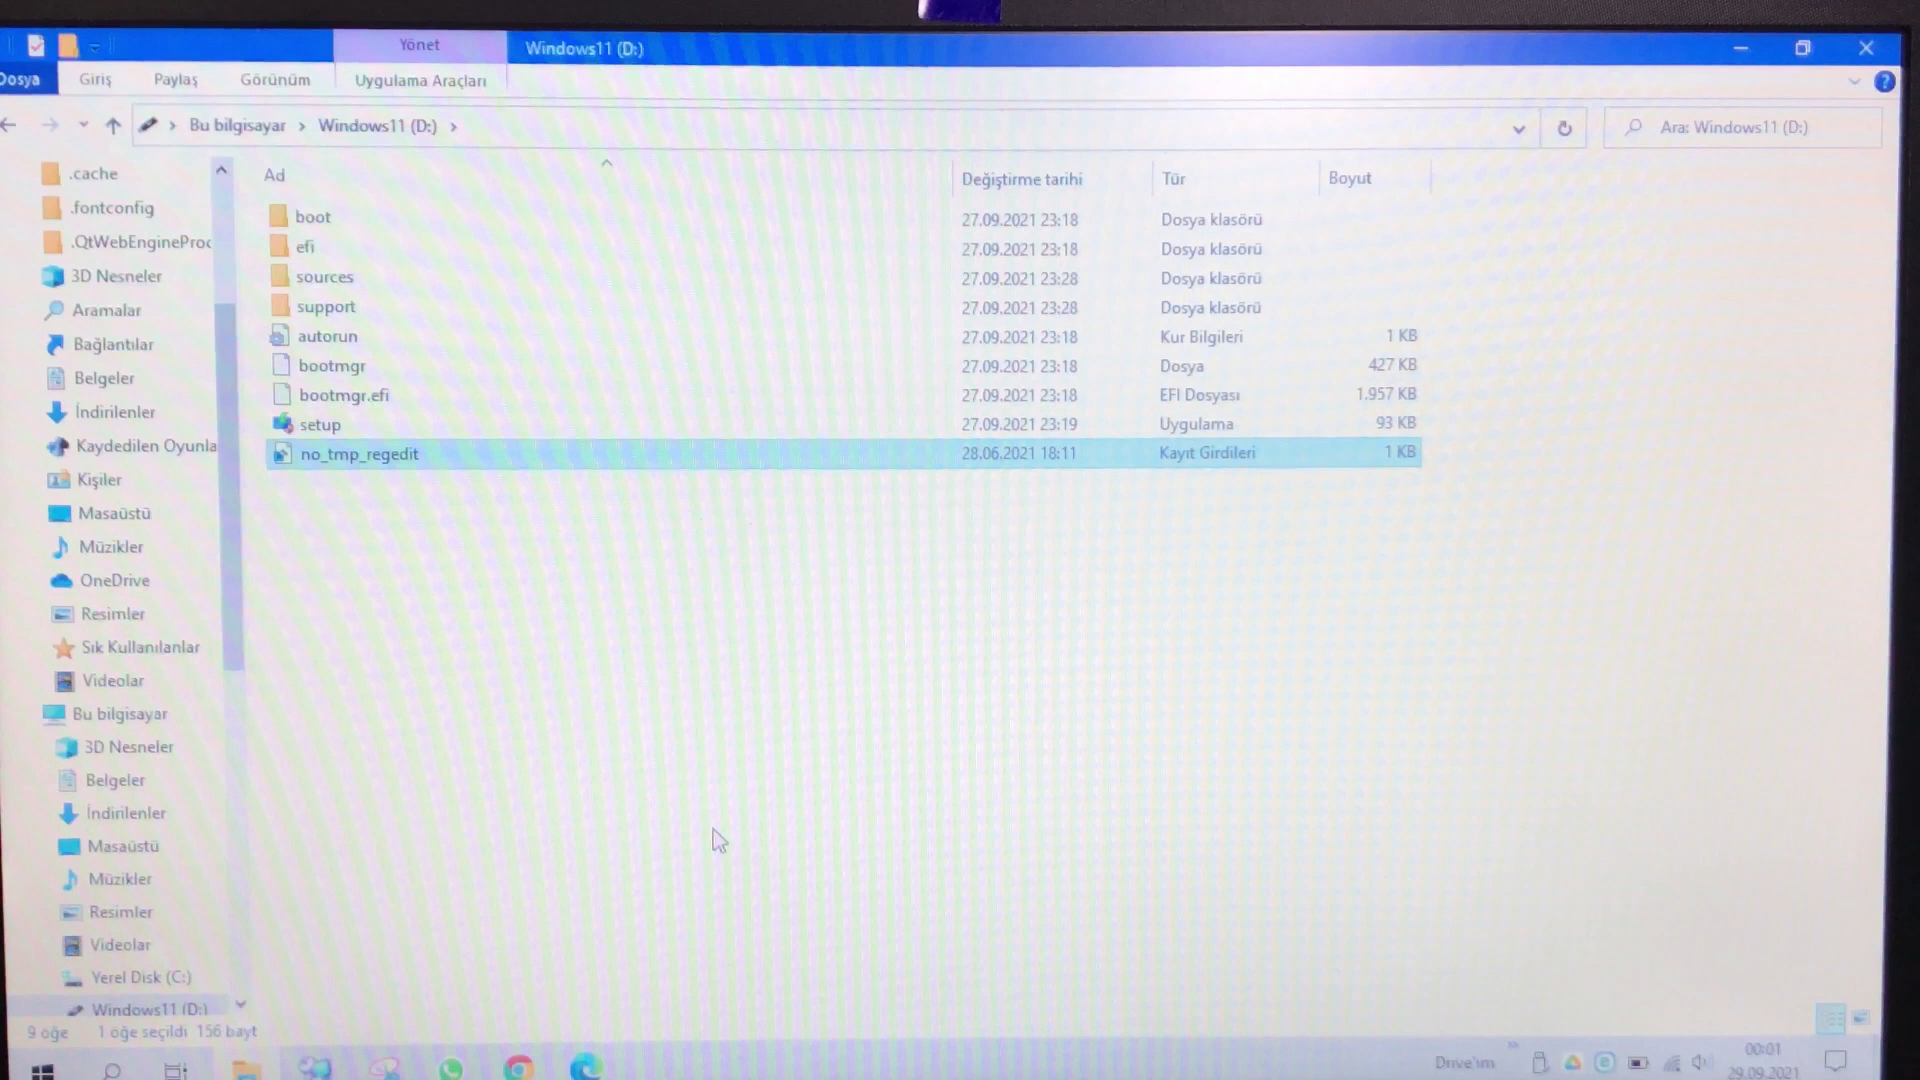 Yönet
Windows11 (D:)
Dosya
Giriş
Paylaş
Görünüm
Uygulama Araçları
Bu bilgisayar > Windows11 (D:) >
Ara: Windows11 (D:)
Ad
Değiştirme tarihi
Tür
Boyut
boot 27.09.2021 23:18 Dosya klasörü
efi 27.09.2021 23:18 Dosya klasörü
sources 27.09.2021 23:28 Dosya klasörü
support 27.09.2021 23:28 Dosya klasörü
autorun 27.09.2021 23:18 Kur Bilgileri 1 KB
bootmgr 27.09.2021 23:18 Dosya 427 KB
bootmgr.efi 27.09.2021 23:18 EFI Dosyası 1.957 KB
setup 27.09.2021 23:19 Uygulama 93 KB
no_tmp_regedit 28.06.2021 18:11 Kayıt Girdileri 1 KB
.cache
.fontconfig
.QtWebEngineProc
3D Nesneler
Aramalar
Bağlantılar
Belgeler
İndirilenler
Kaydedilen Oyunla
Kişiler
Masaüstü
Müzikler
OneDrive
Resimler
Sık Kullanılanlar
Videolar
Bu bilgisayar
3D Nesneler
Belgeler
İndirilenler
Masaüstü
Müzikler
Resimler
Videolar
Yerel Disk (C:)
Windows11 (D:)
9 öğe 1 öğe seçildi 156 bayt
Drive'ım
00:01
29.09.2021